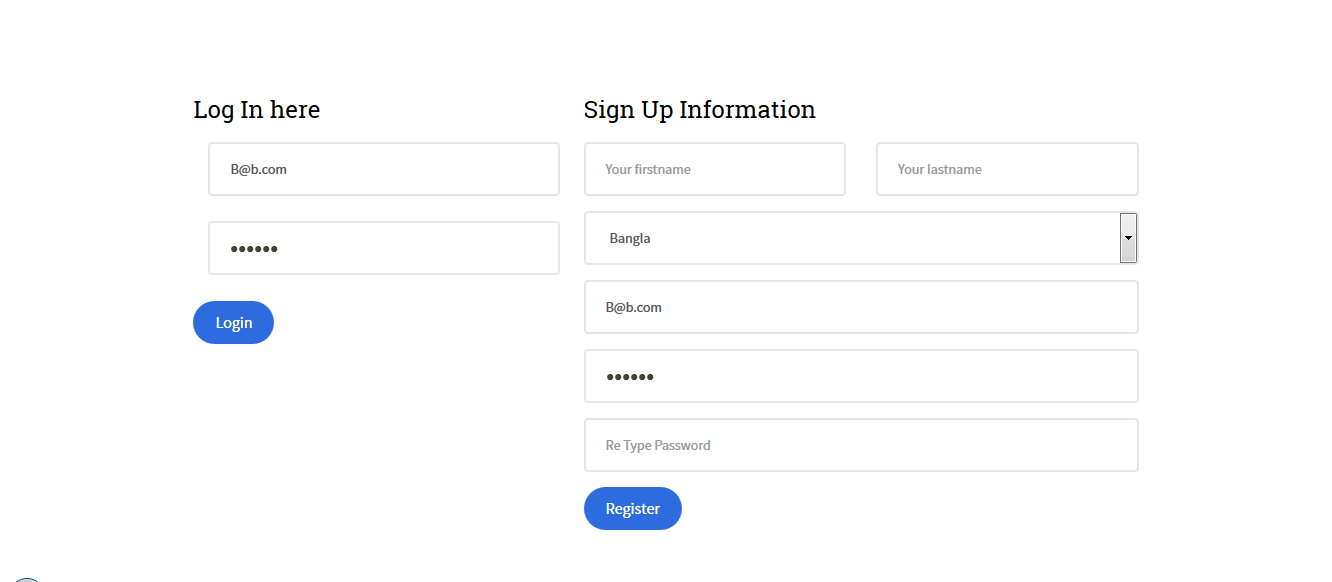 Log In here
B@b.com
••••••
Login
Sign Up Information
Your firstname
Your lastname
Bangla
B@b.com
••••••
Re Type Password
Register